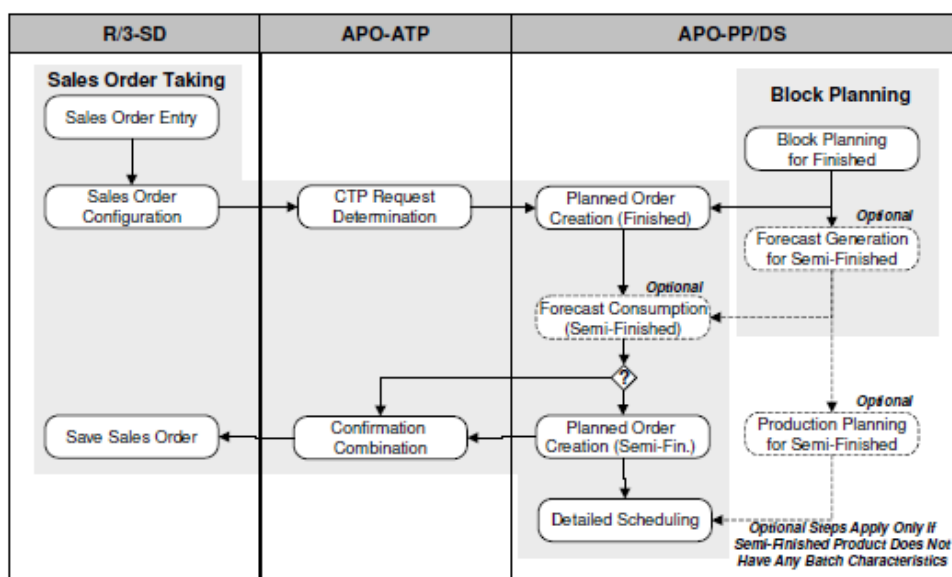 R/3-SD
APO-ATP
APO-PP/DS
Sales Order Taking
Block Planning
Sales Order Entry
Block Planning
for Finished
Sales Order
Configuration
CTP Request
Determination
Planned Order
Creation (Finished)
Optional
Forecast Generation
for Semi-Finished
Optional
Forecast Consumption
(Semi-Finished)
?
Optional
Save Sales Order
Confirmation
Combination
Planned Order
Creation (Semi-Fin.)
Production Planning
for Semi-Finished
Detailed Scheduling
Optional Steps Apply Only If
Semi-Finished Product Does Not
Have Any Batch Characteristics